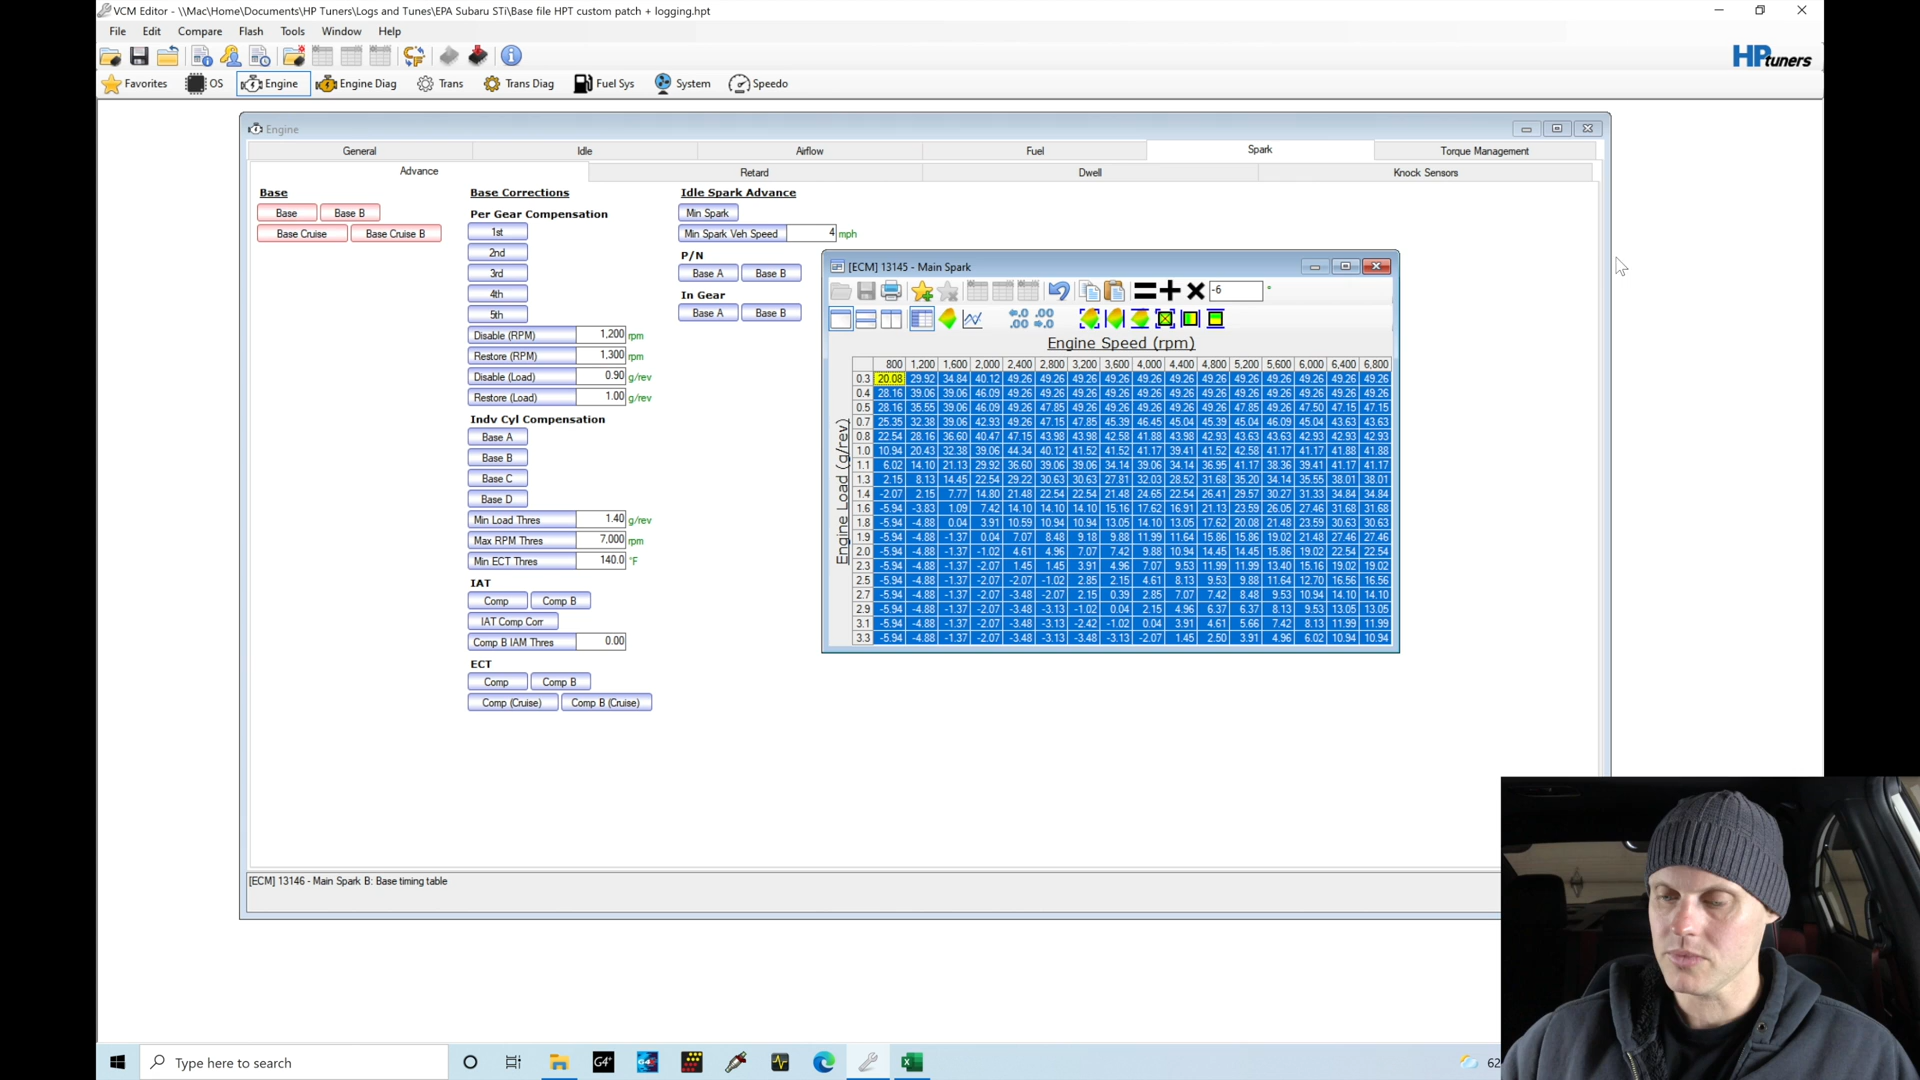 VCM Editor - \\Mac\Home\Documents\HP Tuners\Logs and Tunes\EPA Subaru STi\Base file HPT custom patch + logging.hpt
File Edit Compare Flash Tools Window Help
HPtuners
Favorites OS Engine Engine Diag Trans Trans Diag Fuel Sys System Speedo
Engine
General Idle Airflow Fuel Spark Torque Management
Advance Retard Dwell Knock Sensors
Base
Base Base B
Base Cruise Base Cruise B
Base Corrections
Per Gear Compensation
1st
2nd
3rd
4th
5th
Disable (RPM) 1,200 rpm
Restore (RPM) 1,300 rpm
Disable (Load) 0.90 g/rev
Restore (Load) 1.00 g/rev
Indv Cyl Compensation
Base A
Base B
Base C
Base D
Min Load Thres 1.40 g/rev
Max RPM Thres 7,000 rpm
Min ECT Thres 140.0 °F
IAT
Comp Comp B
IAT Comp Corr
Comp B IAM Thres 0.00
ECT
Comp Comp B
Comp (Cruise) Comp B (Cruise)
Idle Spark Advance
Min Spark
Min Spark Veh Speed 4 mph
P/N
Base A Base B
In Gear
Base A Base B
[ECM] 13145 - Main Spark
-6 °
Engine Speed (rpm)
Engine Load (g/rev)
800 1,200 1,600 2,000 2,400 2,800 3,200 3,600 4,000 4,400 4,800 5,200 5,600 6,000 6,400 6,800
0.3 20.08 29.92 34.84 40.12 49.26 49.26 49.26 49.26 49.26 49.26 49.26 49.26 49.26 49.26 49.26 49.26
0.4 28.16 39.06 39.06 46.09 49.26 49.26 49.26 49.26 49.26 49.26 49.26 49.26 49.26 49.26 49.26 49.26
0.5 28.16 35.55 39.06 46.09 49.26 47.85 49.26 49.26 49.26 49.26 49.26 47.85 49.26 47.50 47.15 47.15
0.7 25.35 32.38 39.06 42.93 49.26 47.15 47.85 45.39 46.45 45.04 45.39 45.04 46.09 45.04 43.63 43.63
0.8 22.54 28.16 36.60 40.47 47.15 43.98 43.98 42.58 41.88 43.98 42.93 43.63 43.63 42.93 42.93 42.93
1.0 10.94 20.43 32.38 39.06 44.34 40.12 41.52 41.52 41.17 39.41 41.52 42.58 41.17 41.17 41.88 41.88
1.1 6.02 14.10 21.13 29.92 36.60 39.06 39.06 34.14 39.06 34.14 36.95 41.17 38.36 39.41 41.17 41.17
1.3 2.15 8.13 14.45 22.54 29.22 30.63 30.63 27.81 32.03 28.52 31.68 35.20 34.14 35.55 38.01 38.01
1.4 -2.07 2.15 7.77 14.80 21.48 22.54 22.54 21.48 24.65 22.54 26.41 29.57 30.27 31.33 34.84 34.84
1.6 -5.94 -3.83 1.09 7.42 14.10 14.10 14.10 15.16 17.62 16.91 21.13 23.59 26.05 27.46 31.68 31.68
1.8 -5.94 -4.88 0.04 3.91 10.59 10.94 10.94 13.05 14.10 13.05 17.62 20.08 21.48 23.59 30.63 30.63
1.9 -5.94 -4.88 -1.37 0.04 7.07 8.48 9.18 9.88 11.99 11.64 15.86 15.86 19.02 21.48 27.46 27.46
2.0 -5.94 -4.88 -1.37 -1.02 4.61 4.96 7.07 7.42 9.88 10.94 14.45 14.45 15.86 19.02 22.54 22.54
2.3 -5.94 -4.88 -1.37 -2.07 1.45 1.45 3.91 4.96 7.07 9.53 11.99 11.99 13.40 15.16 19.02 19.02
2.5 -5.94 -4.88 -1.37 -2.07 -2.07 -1.02 2.85 2.15 4.61 8.13 9.53 9.88 11.64 12.70 16.56 16.56
2.7 -5.94 -4.88 -1.37 -2.07 -3.48 -2.07 2.15 0.39 2.85 7.07 7.42 8.48 9.53 10.94 14.10 14.10
2.9 -5.94 -4.88 -1.37 -2.07 -3.48 -3.13 -1.02 0.04 2.15 4.96 6.37 6.37 8.13 9.53 13.05 13.05
3.1 -5.94 -4.88 -1.37 -2.07 -3.48 -3.13 -2.42 -1.02 0.04 3.91 4.61 5.66 7.42 8.13 11.99 11.99
3.3 -5.94 -4.88 -1.37 -2.07 -3.48 -3.13 -3.48 -3.13 -2.07 1.45 2.50 3.91 4.96 6.02 10.94 10.94
[ECM] 13146 - Main Spark B: Base timing table
Type here to search
G4+